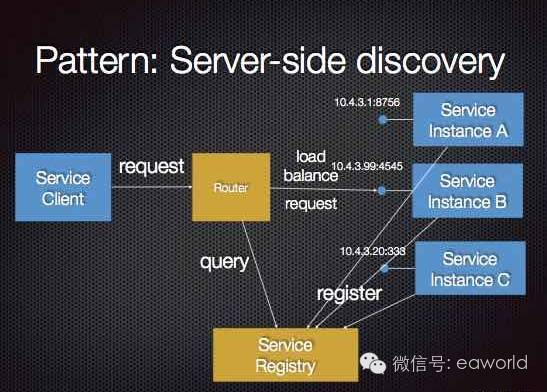 Pattern: Server-side discovery
10.4.3.1:8756
Service
Instance A
Service
Client
request
Router
load
balance
10.4.3.99:4545
request
Service
Instance B
query
10.4.3.20:333
register
Service
Instance C
Service
Registry
微信号: eaworld